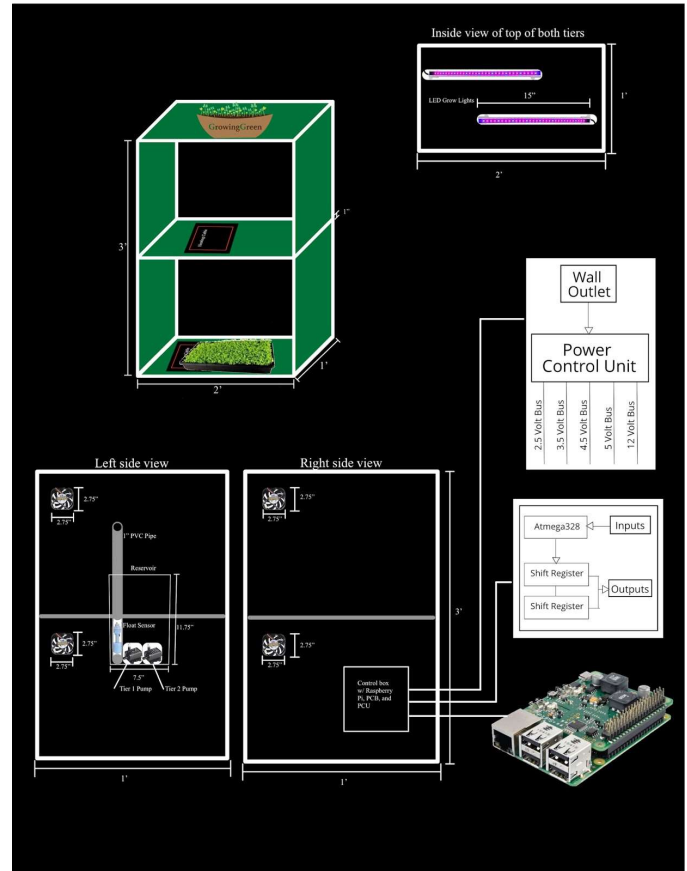 Inside view of top of both tiers
LED Grow Lights
15"
1'
2'
GrowingGreen
3'
1"
1'
2'
Wall
Outlet
Power
Control Unit
2.5 Volt Bus
3.5 Volt Bus
4.5 Volt Bus
5 Volt Bus
12 Volt Bus
Left side view
2.75"
2.75"
1" PVC Pipe
Reservoir
Float Sensor
11.75"
2.75"
2.75"
7.5"
Tier 1 Pump
Tier 2 Pump
1'
Right side view
2.75"
2.75"
3'
2.75"
2.75"
Control box
w/ Raspberry
Pi, PCB, and
PCU
1'
Atmega328
Inputs
Shift Register
Outputs
Shift Register